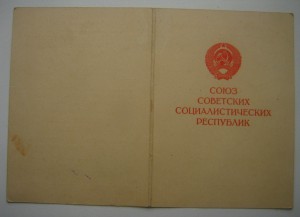 СОЮЗ
СОВЕТСКИХ
СОЦИАЛИСТИЧЕСКИХ
РЕСПУБЛИК